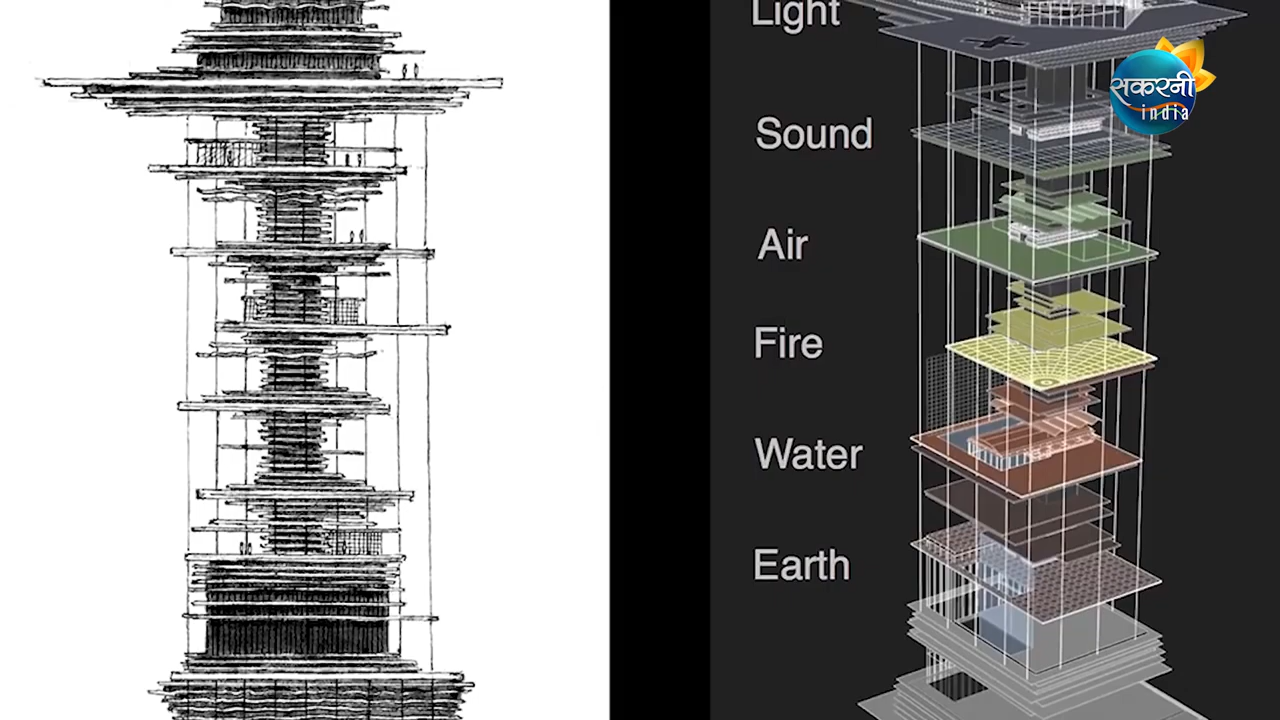 Light
सकरनी
india
Sound
Air
Fire
Water
Earth